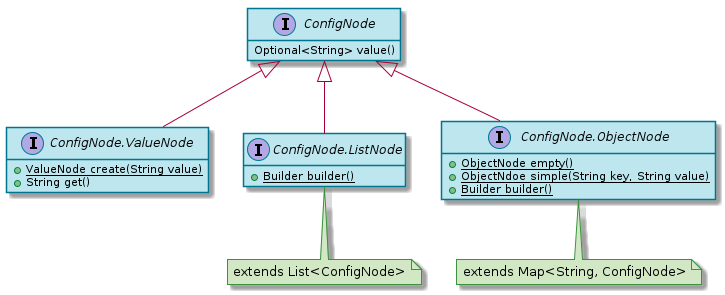 I ConfigNode
Optional<String> value()
I ConfigNode.ValueNode
ValueNode create(String value)
String get()
I ConfigNode.ListNode
Builder builder()
I ConfigNode.ObjectNode
ObjectNode empty()
ObjectNdoe simple(String key, String value)
Builder builder()
extends List<ConfigNode>
extends Map<String, ConfigNode>